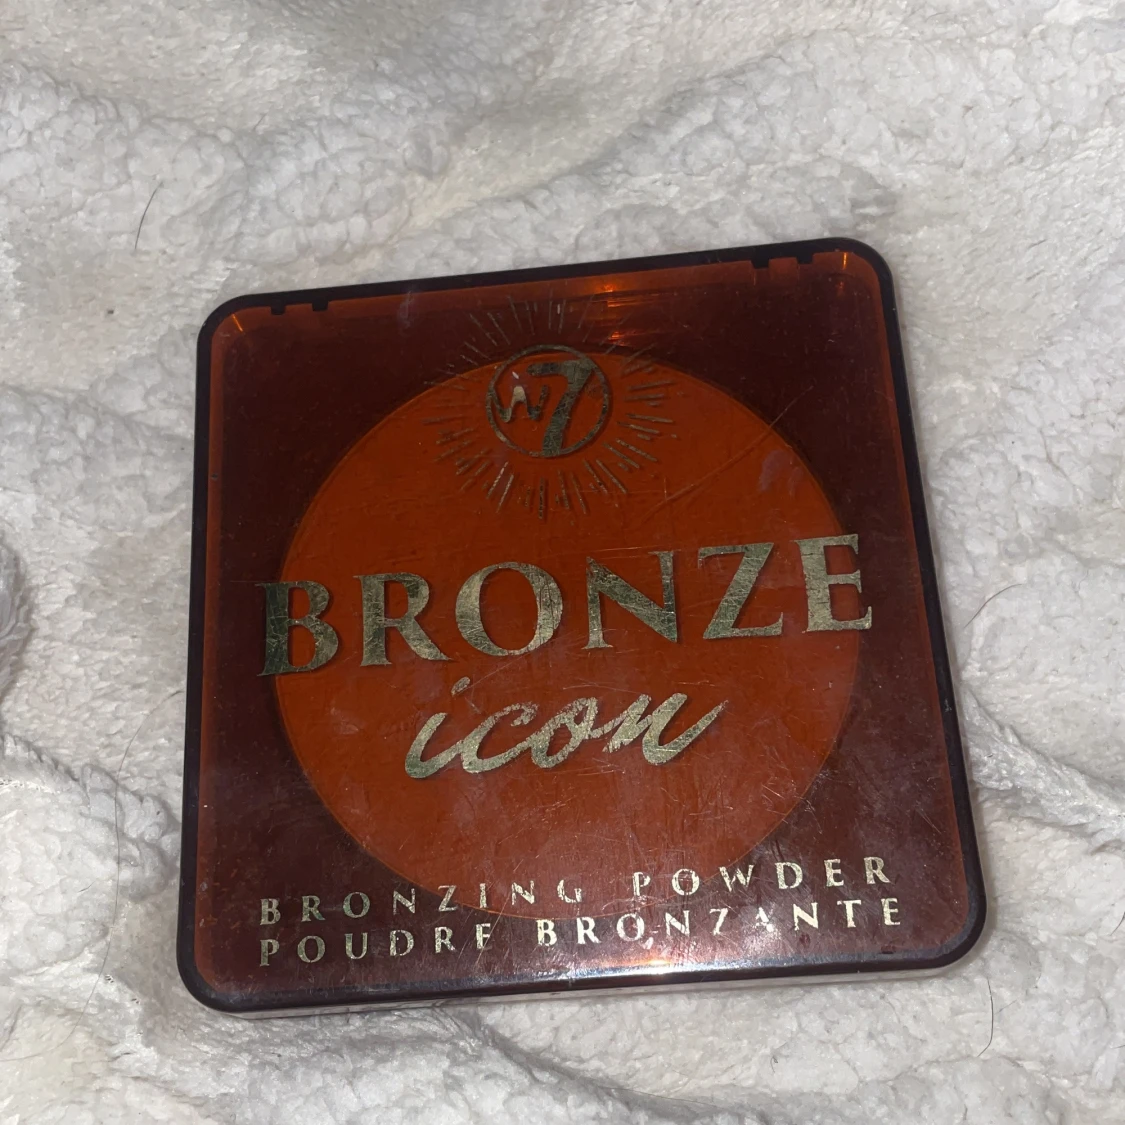 W7
BRONZE
icon
BRONZING POWDER
POUDRE BRONZANTE